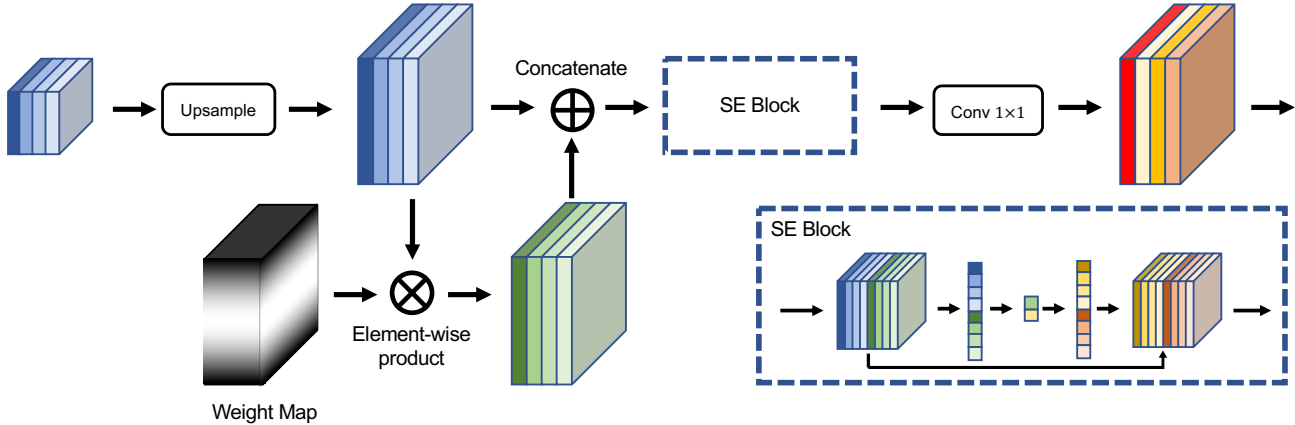 Upsample
Concatenate
SE Block
Conv 1×1
Weight Map
Element-wise
product
SE Block